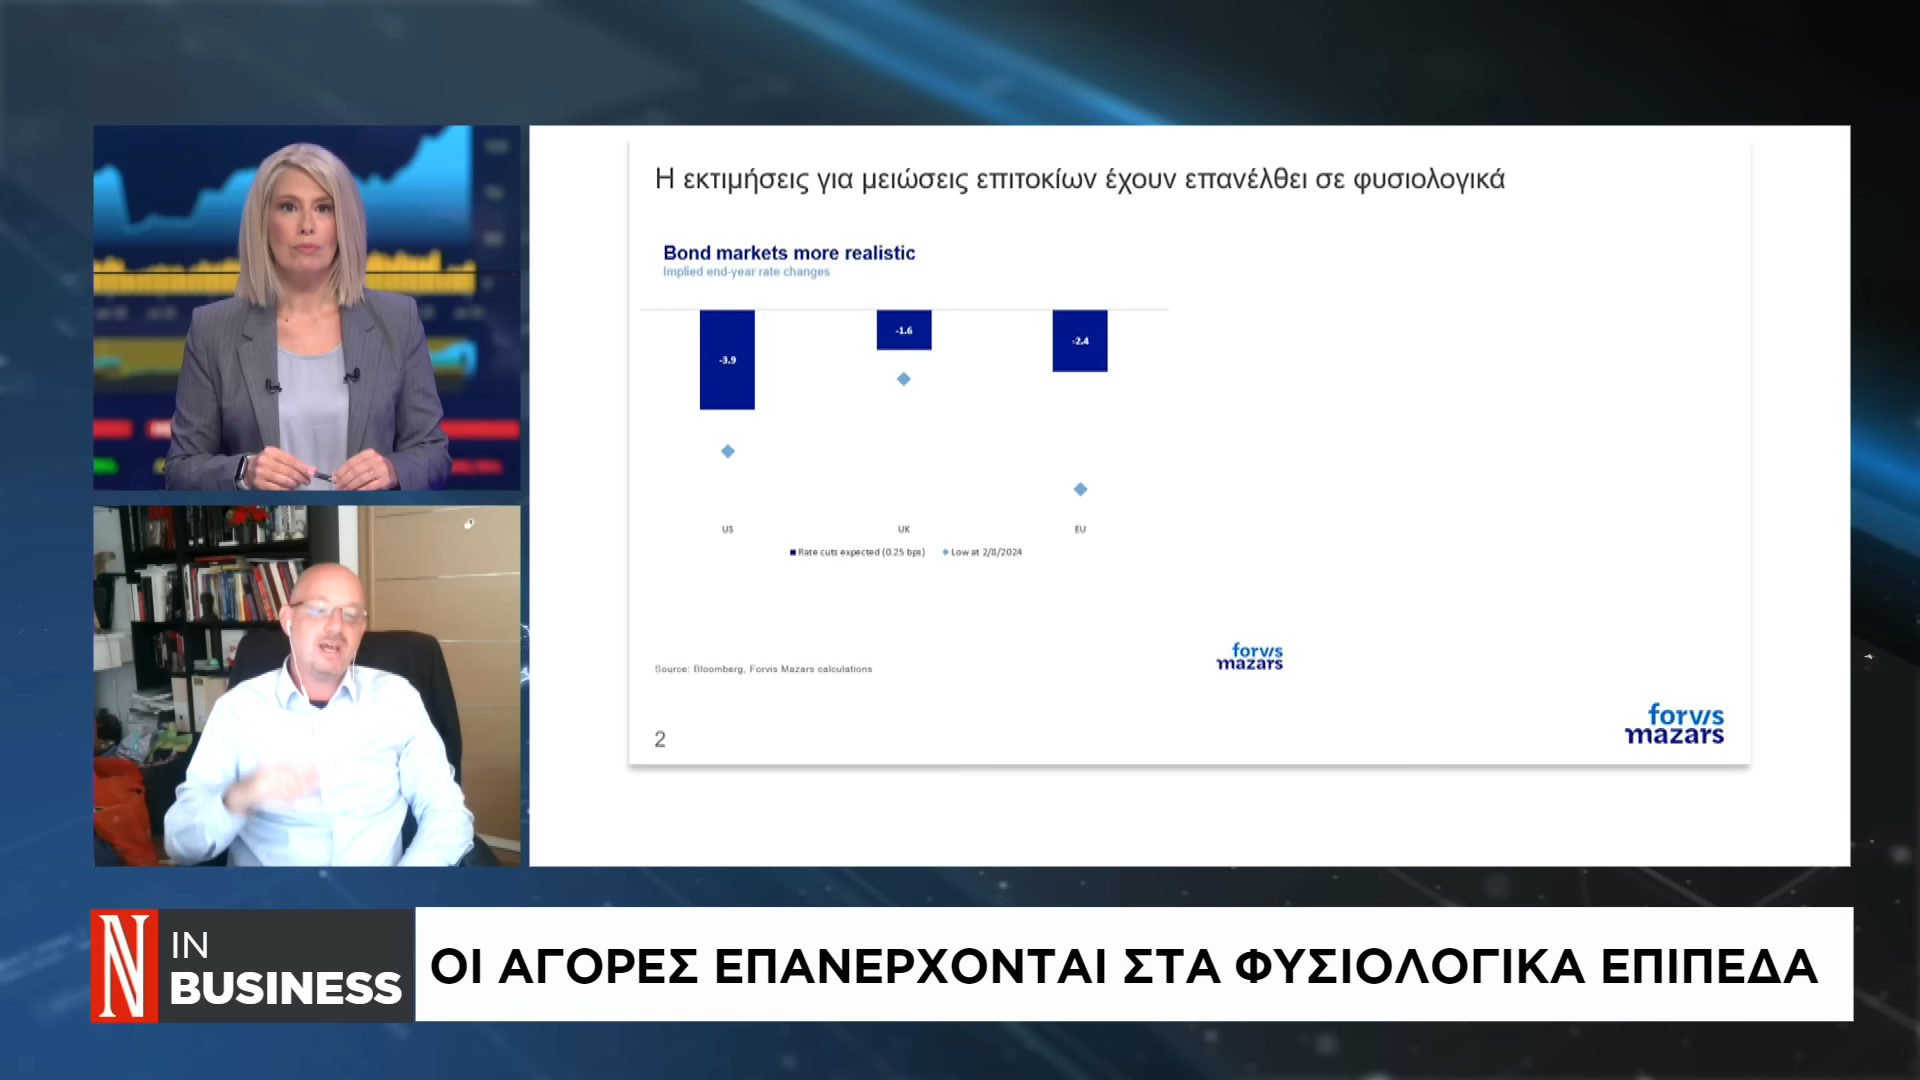 Η εκτιμήσεις για μειώσεις επιτοκίων έχουν επανέλθει σε φυσιολογικά
Bond markets more realistic
Implied end-year rate changes
-3.9
-1.6
-2.4
US
UK
EU
Rate cuts expected (0.25 bps)
Low at 2/8/2024
forvis
mazars
Source: Bloomberg, Forvis Mazars calculations
forvis
mazars
2
N IN
BUSINESS
ΟΙ ΑΓΟΡΕΣ ΕΠΑΝΕΡΧΟΝΤΑΙ ΣΤΑ ΦΥΣΙΟΛΟΓΙΚΑ ΕΠΙΠΕΔΑ